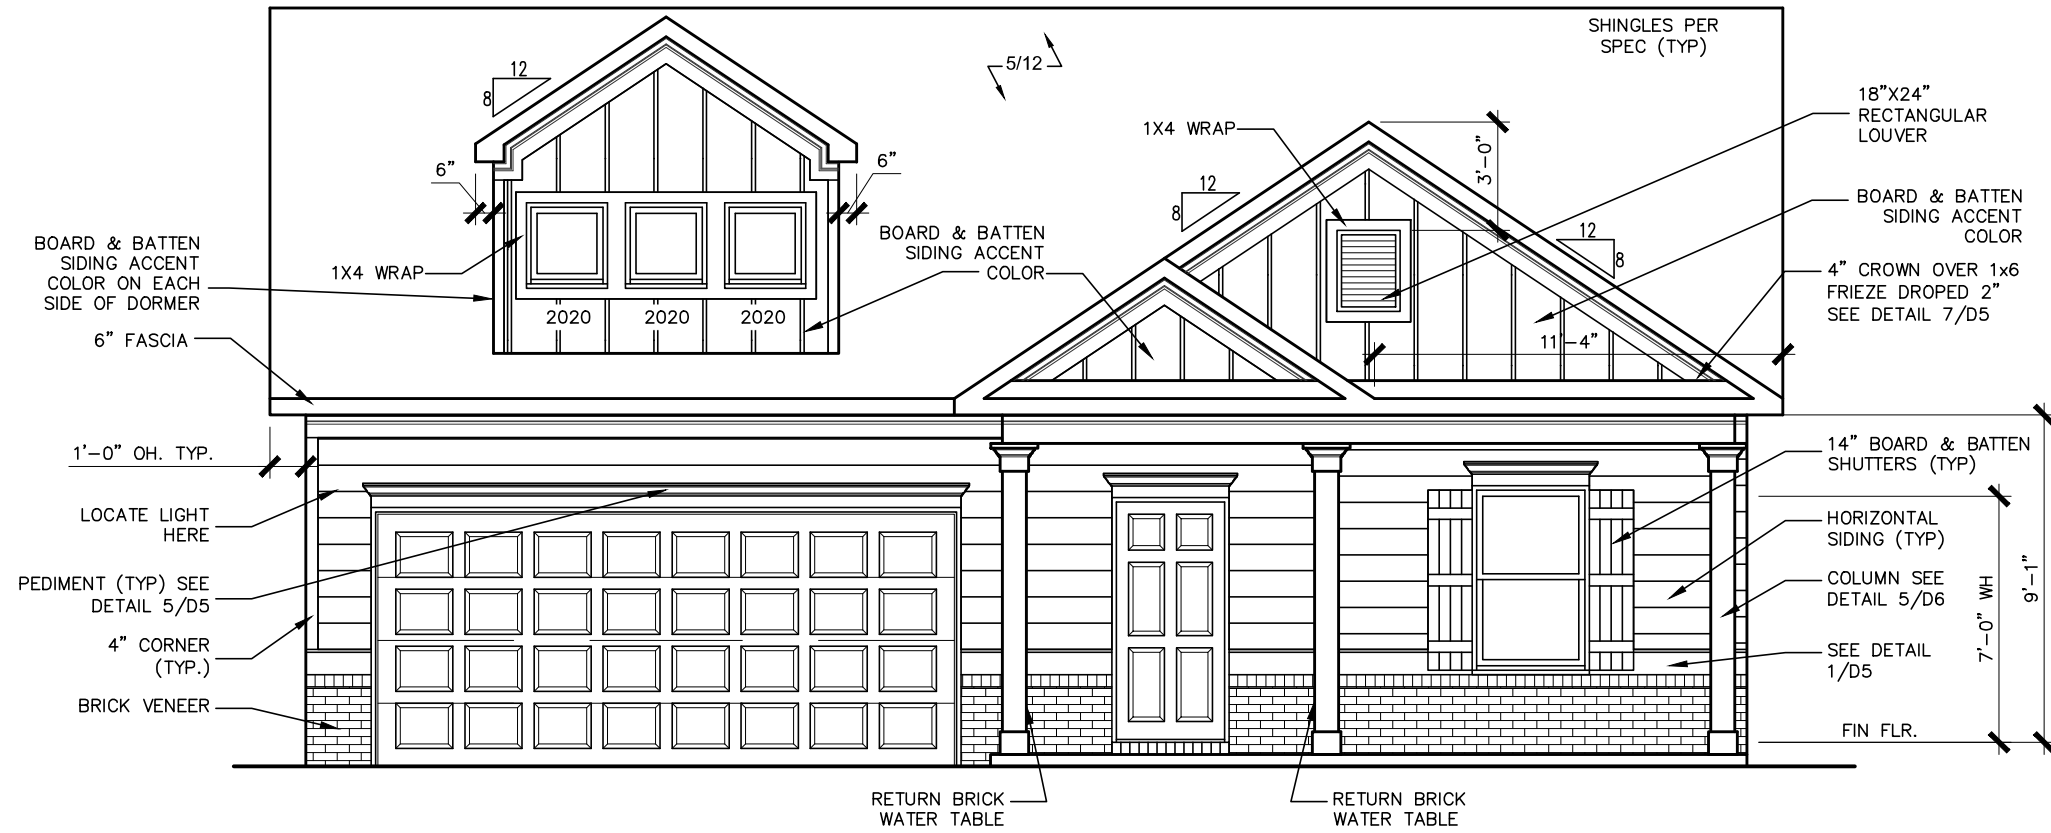 SHINGLES PER
SPEC (TYP)
12
8
5/12
18”X24”
RECTANGULAR
LOUVER
1X4 WRAP
3’-0”
6”
6”
12
8
BOARD & BATTEN
SIDING ACCENT
COLOR
BOARD & BATTEN
SIDING ACCENT
COLOR
12
8
BOARD & BATTEN
SIDING ACCENT
COLOR ON EACH
SIDE OF DORMER
1X4 WRAP
4” CROWN OVER 1x6
FRIEZE DROPED 2”
SEE DETAIL 7/D5
2020
2020
2020
6” FASCIA
11’-4”
1’-0” OH. TYP.
14” BOARD & BATTEN
SHUTTERS (TYP)
LOCATE LIGHT
HERE
HORIZONTAL
SIDING (TYP)
PEDIMENT (TYP) SEE
DETAIL 5/D5
COLUMN SEE
DETAIL 5/D6
7’-0” WH
9’-1”
4” CORNER
(TYP.)
SEE DETAIL
1/D5
BRICK VENEER
FIN FLR.
RETURN BRICK
WATER TABLE
RETURN BRICK
WATER TABLE